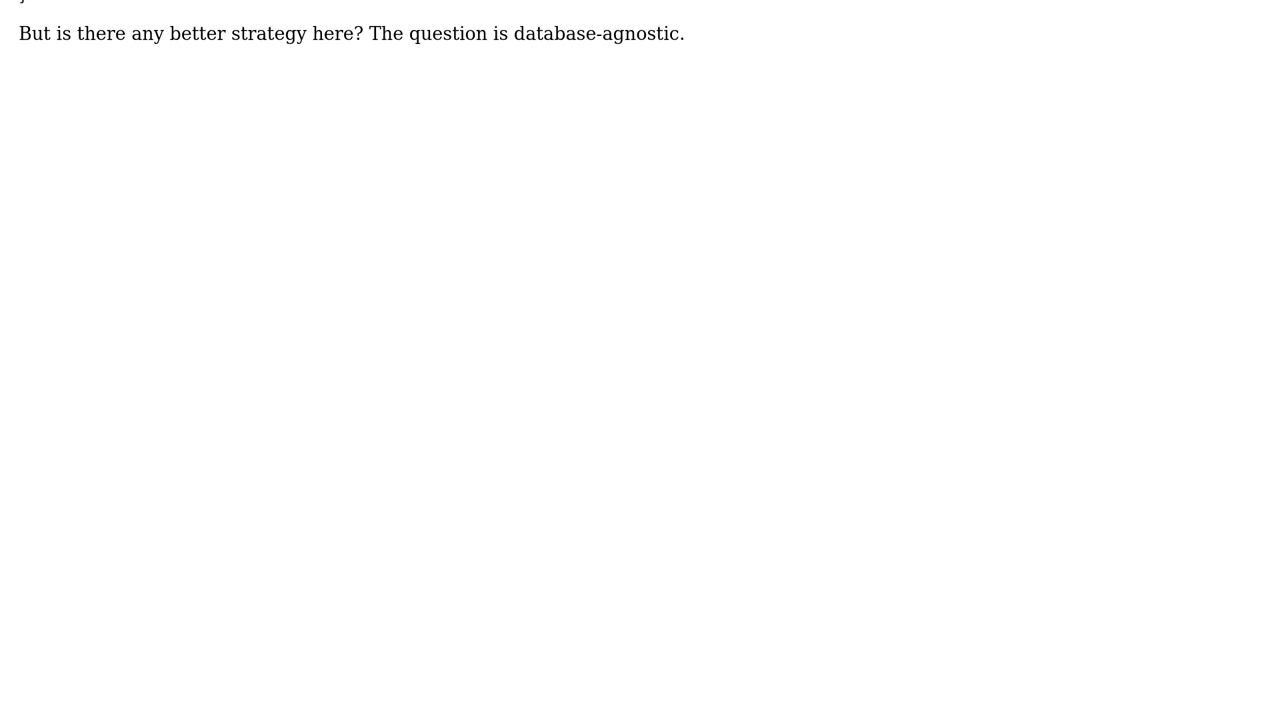 But is there any better strategy here? The question is database-agnostic.